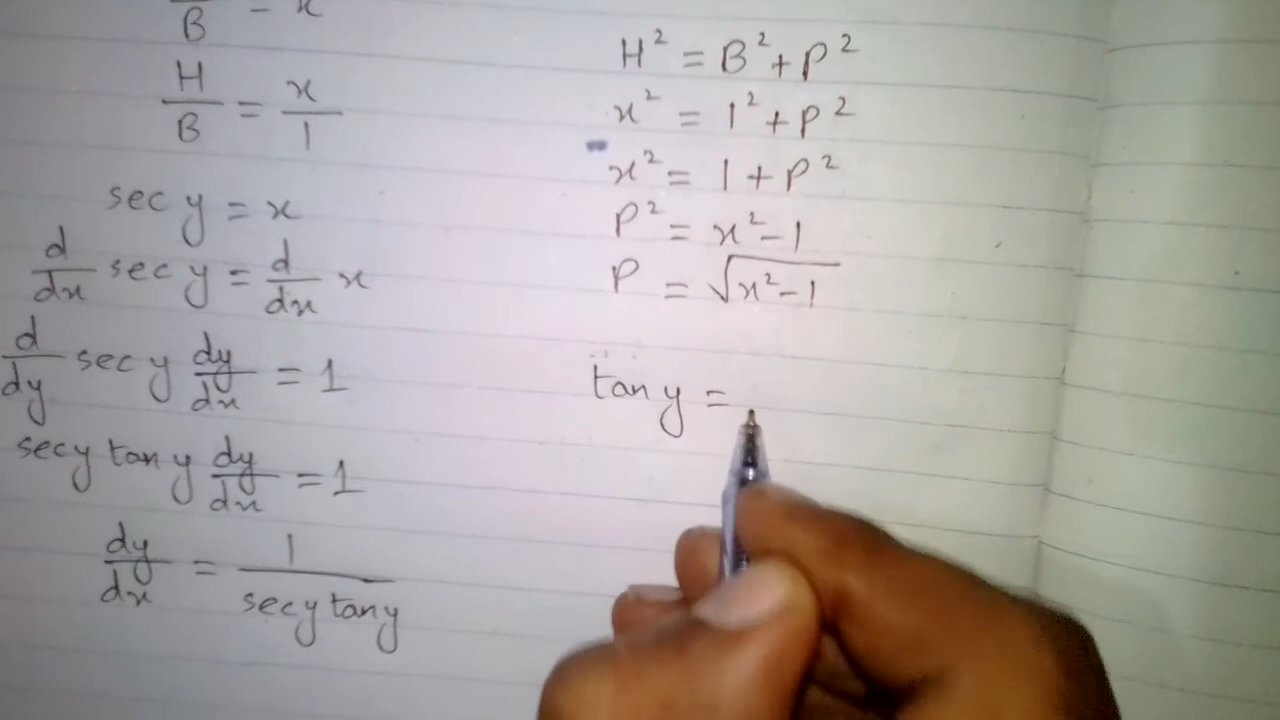 B = x
H/B = x/1
sec y = x
d/dx sec y = d/dx x
d/dy sec y dy/dx = 1
sec y tan y dy/dx = 1
dy/dx = 1/sec y tan y
H² = B² + P²
x² = 1² + P²
x² = 1 + P²
P² = x² - 1
P = √x² - 1
tan y =